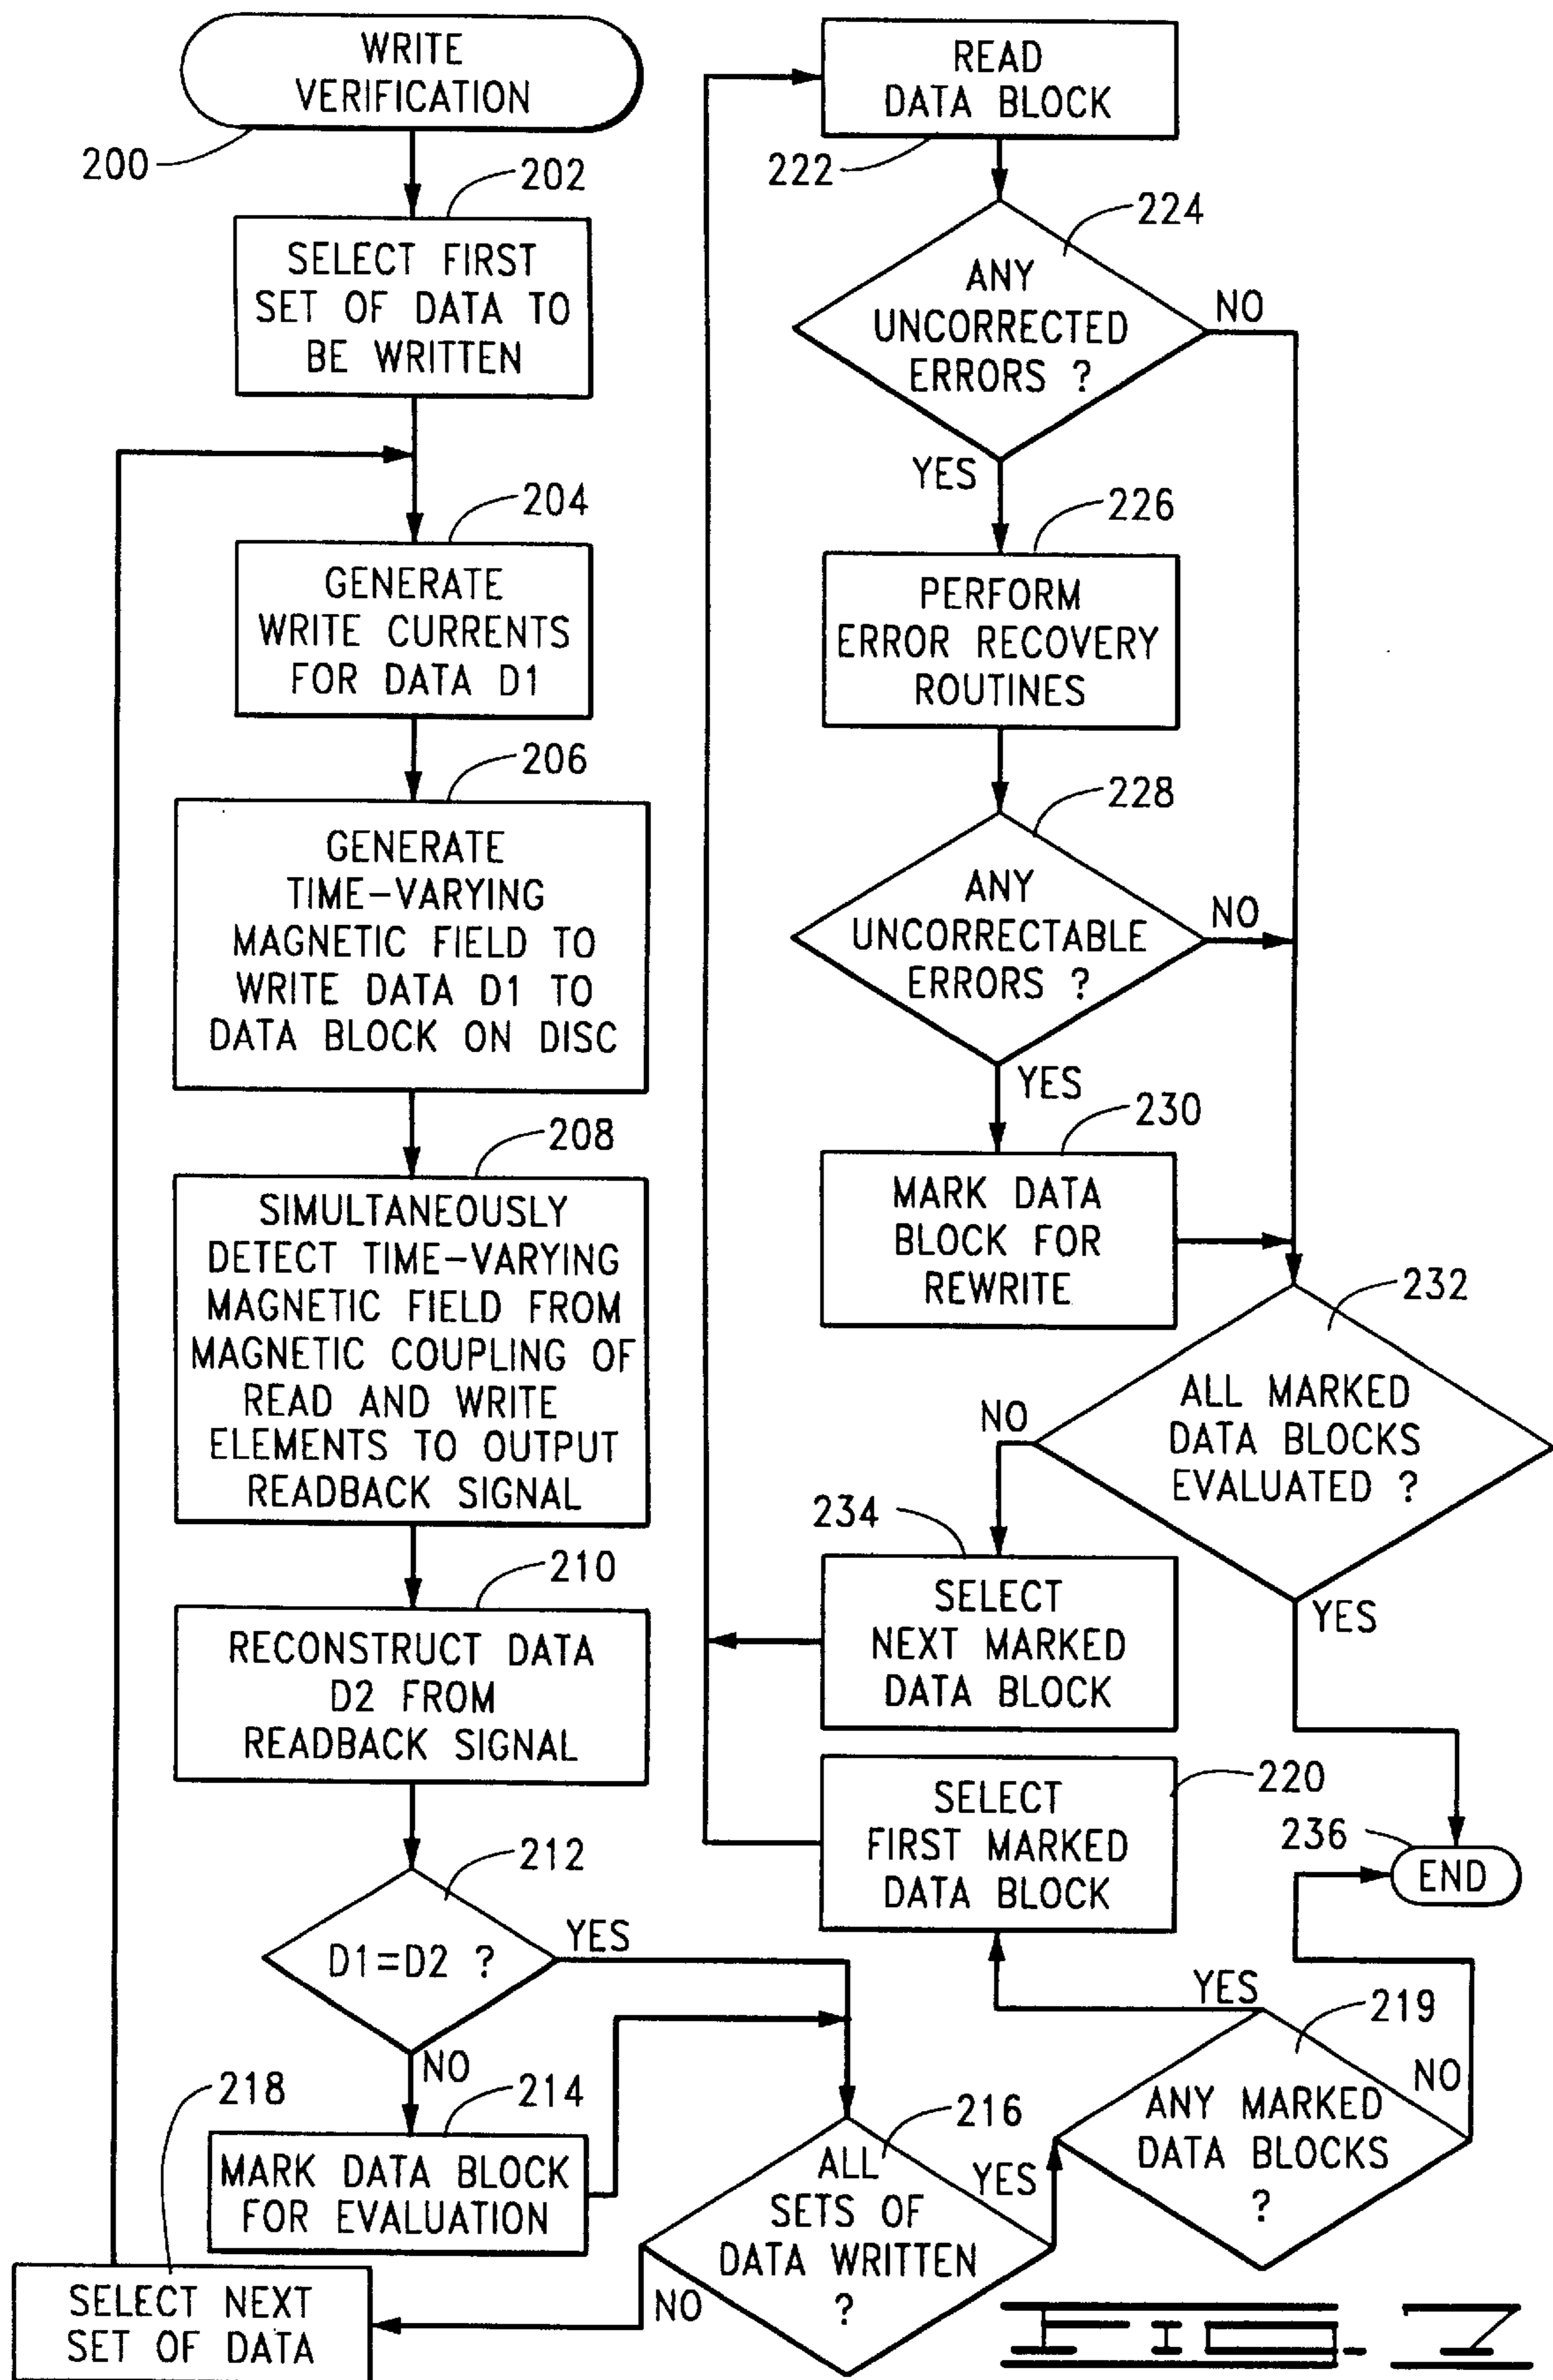 WRITE
VERIFICATION
200
202
SELECT FIRST
SET OF DATA TO
BE WRITTEN
204
GENERATE
WRITE CURRENTS
FOR DATA D1
206
GENERATE
TIME-VARYING
MAGNETIC FIELD TO
WRITE DATA D1 TO
DATA BLOCK ON DISC
208
SIMULTANEOUSLY
DETECT TIME-VARYING
MAGNETIC FIELD FROM
MAGNETIC COUPLING OF
READ AND WRITE
ELEMENTS TO OUTPUT
READBACK SIGNAL
210
RECONSTRUCT DATA
D2 FROM
READBACK SIGNAL
212
D1=D2 ?
YES
NO
214
MARK DATA BLOCK
FOR EVALUATION
218
SELECT NEXT
SET OF DATA
216
ALL
SETS OF
DATA WRITTEN
?
NO
YES
219
ANY MARKED
DATA BLOCKS
?
YES
NO
220
SELECT
FIRST MARKED
DATA BLOCK
READ
DATA BLOCK
222
224
ANY
UNCORRECTED
ERRORS ?
NO
YES
226
PERFORM
ERROR RECOVERY
ROUTINES
228
ANY
UNCORRECTABLE
ERRORS ?
NO
YES
230
MARK DATA
BLOCK FOR
REWRITE
232
ALL MARKED
DATA BLOCKS
EVALUATED ?
NO
YES
234
SELECT
NEXT MARKED
DATA BLOCK
236
END
FIG. 7